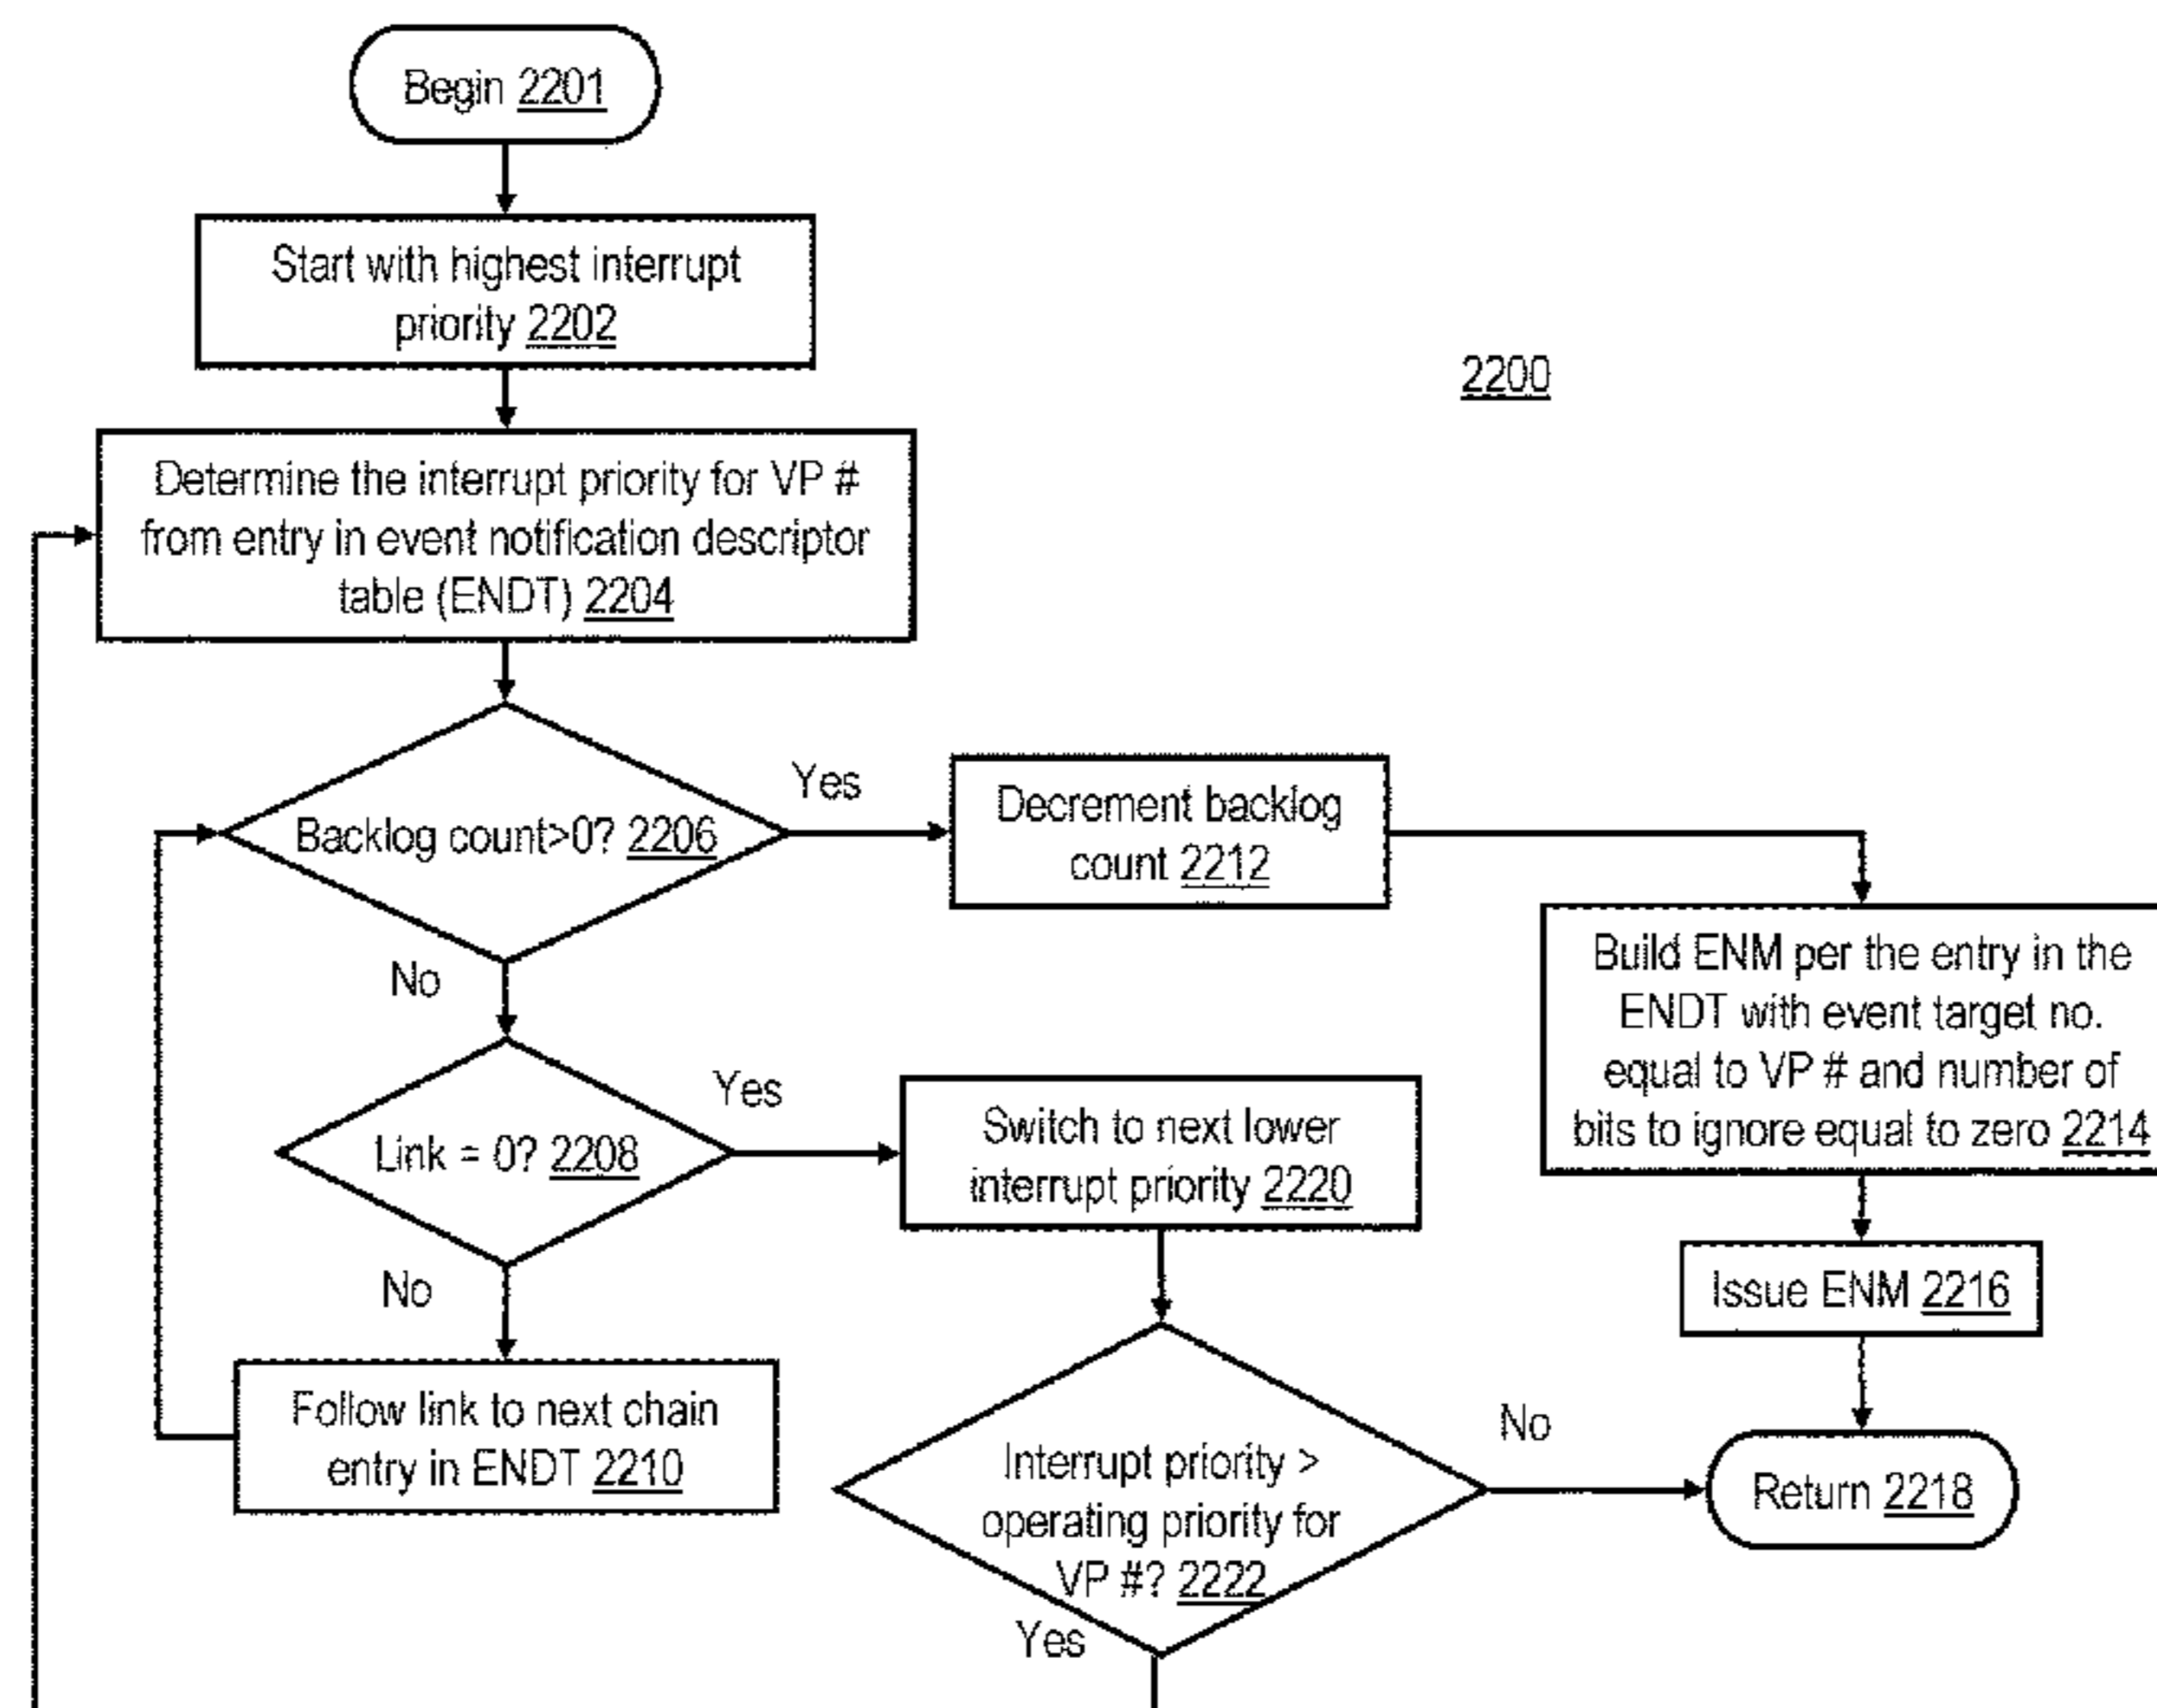 Begin 2201
Start with highest interrupt
priority 2202
2200
Determine the interrupt priority for VP #
from entry in event notification descriptor
table (ENDT) 2204
Backlog count>0? 2206
Yes
No
Decrement backlog
count 2212
Build ENM per the entry in the
ENDT with event target no.
equal to VP # and number of
bits to ignore equal to zero 2214
Link = 0? 2208
Yes
No
Switch to next lower
interrupt priority 2220
Issue ENM 2216
Follow link to next chain
entry in ENDT 2210
Interrupt priority >
operating priority for
VP #? 2222
No
Yes
Return 2218